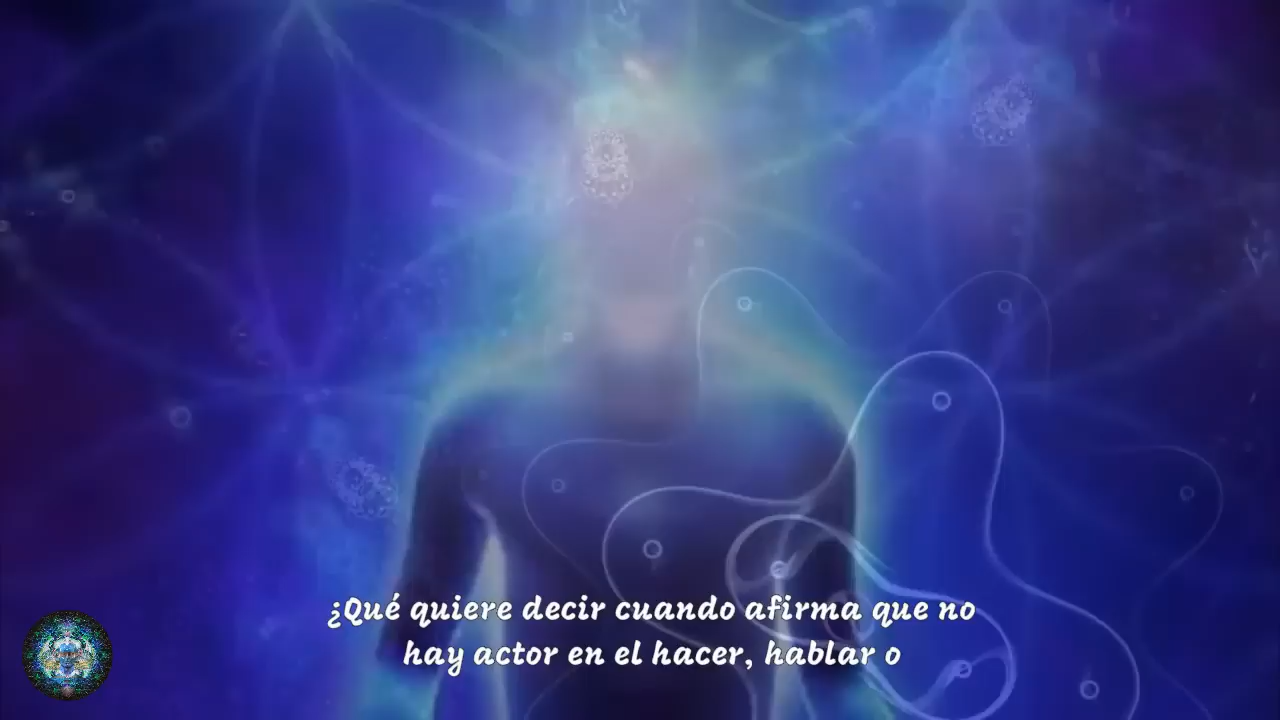 ¿Qué quiere decir cuando afirma que no
hay actor en el hacer, hablar o